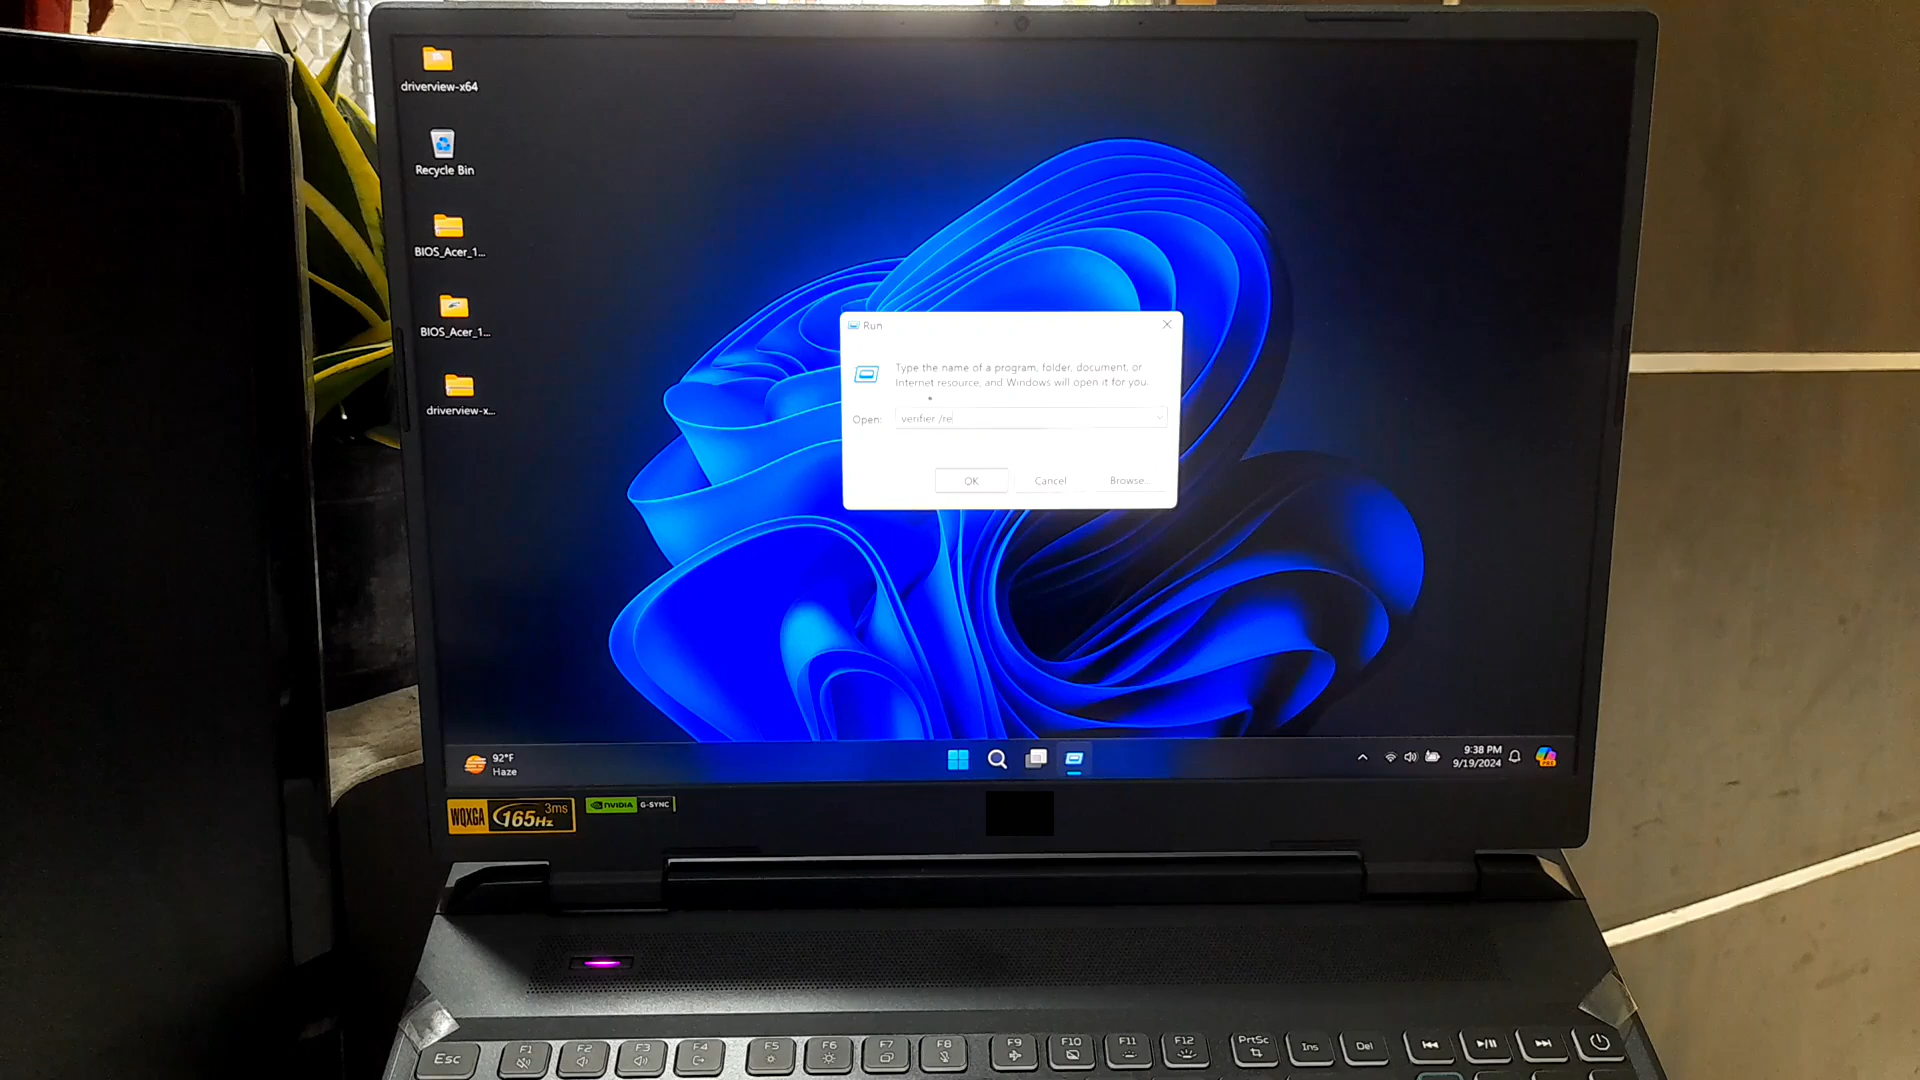 driverview-x64
Recycle Bin
BIOS_Acer_1...
BIOS_Acer_1...
driverview-x...
Run
Type the name of a program, folder, document, or
Internet resource, and Windows will open it for you.
Open:
verifier /re
OK
Cancel
Browse...
92°F
Haze
9:38 PM
9/19/2024
PRE
WQXGA
165Hz
3ms
NVIDIA
G-SYNC
Esc
F1
F2
F3
F4
F5
F6
F7
F8
F9
F10
F11
F12
PrtSc
Ins
Del